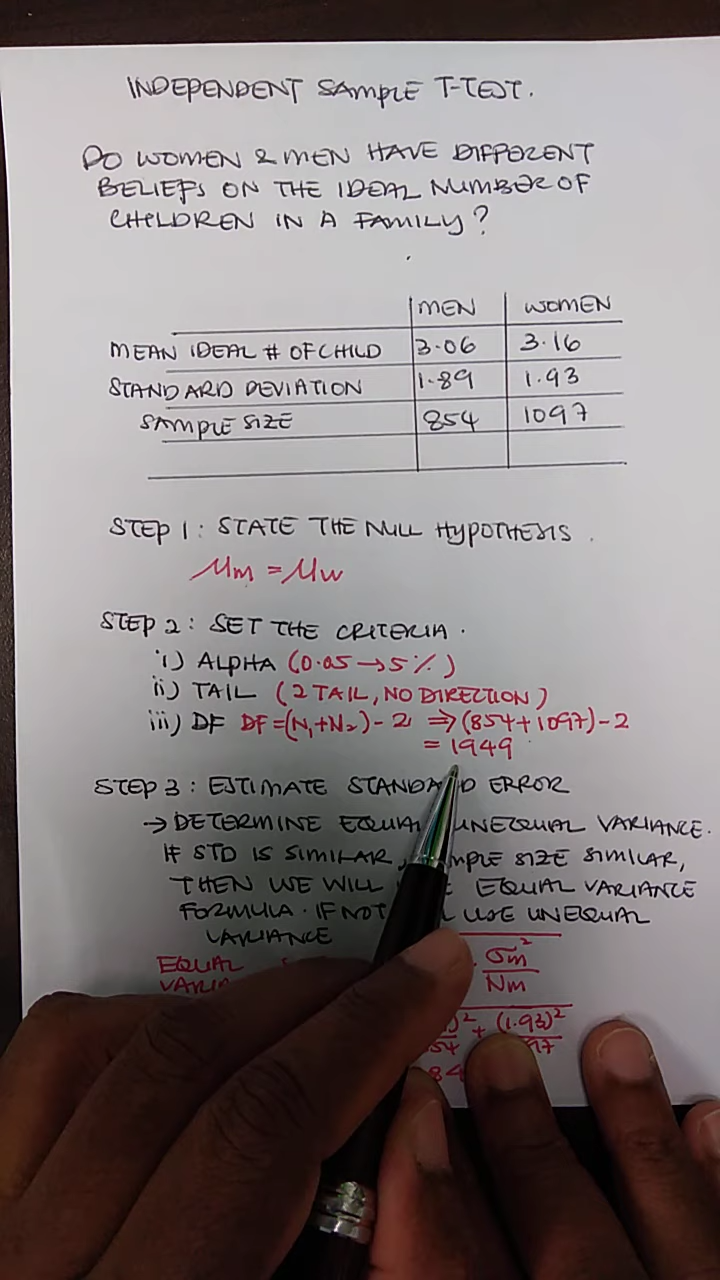 INDEPENDENT SAMPLE T-TEST.
DO WOMEN & MEN HAVE DIFFERENT
BELIEFS ON THE IDEAL NUMBER OF
CHILDREN IN A FAMILY?
MEN WOMEN
MEAN IDEAL # OF CHILD 3.06 3.16
STANDARD DEVIATION 1.89 1.93
SAMPLE SIZE 854 1097
STEP 1: STATE THE NULL HYPOTHESIS.
μm = μw
STEP 2: SET THE CRITERIA.
i) ALPHA (0.05 → 5%)
ii) TAIL (2 TAIL, NO DIRECTION)
iii) DF DF = (N₁+N₂) - 2 ⇒ (854+1097) - 2
= 1949
STEP 3: ESTIMATE STANDARD ERROR
→ DETERMINE EQUAL UNEQUAL VARIANCE.
IF STD IS SIMILAR, SIZE SIMILAR,
THEN WE WILL EQUAL VARIANCE
FORMULA. IF NOT USE UNEQUAL
VARIANCE
EQUAL σm²
Nm
+ (1.93)²